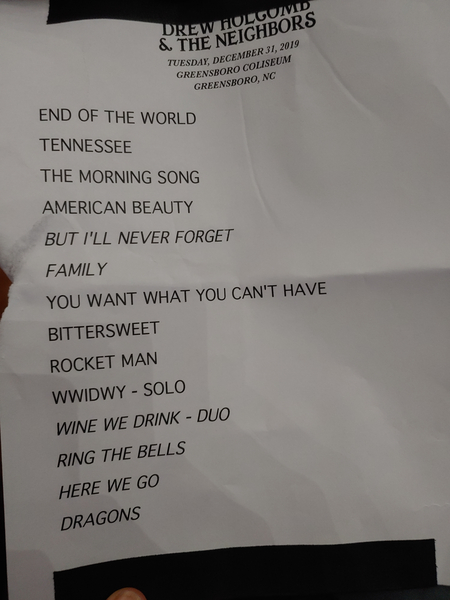 DREW HOLCOMB
& THE NEIGHBORS
TUESDAY, DECEMBER 31, 2019
GREENSBORO COLISEUM
GREENSBORO, NC
END OF THE WORLD
TENNESSEE
THE MORNING SONG
AMERICAN BEAUTY
BUT I'LL NEVER FORGET
FAMILY
YOU WANT WHAT YOU CAN'T HAVE
BITTERSWEET
ROCKET MAN
WWIDWY - SOLO
WINE WE DRINK - DUO
RING THE BELLS
HERE WE GO
DRAGONS